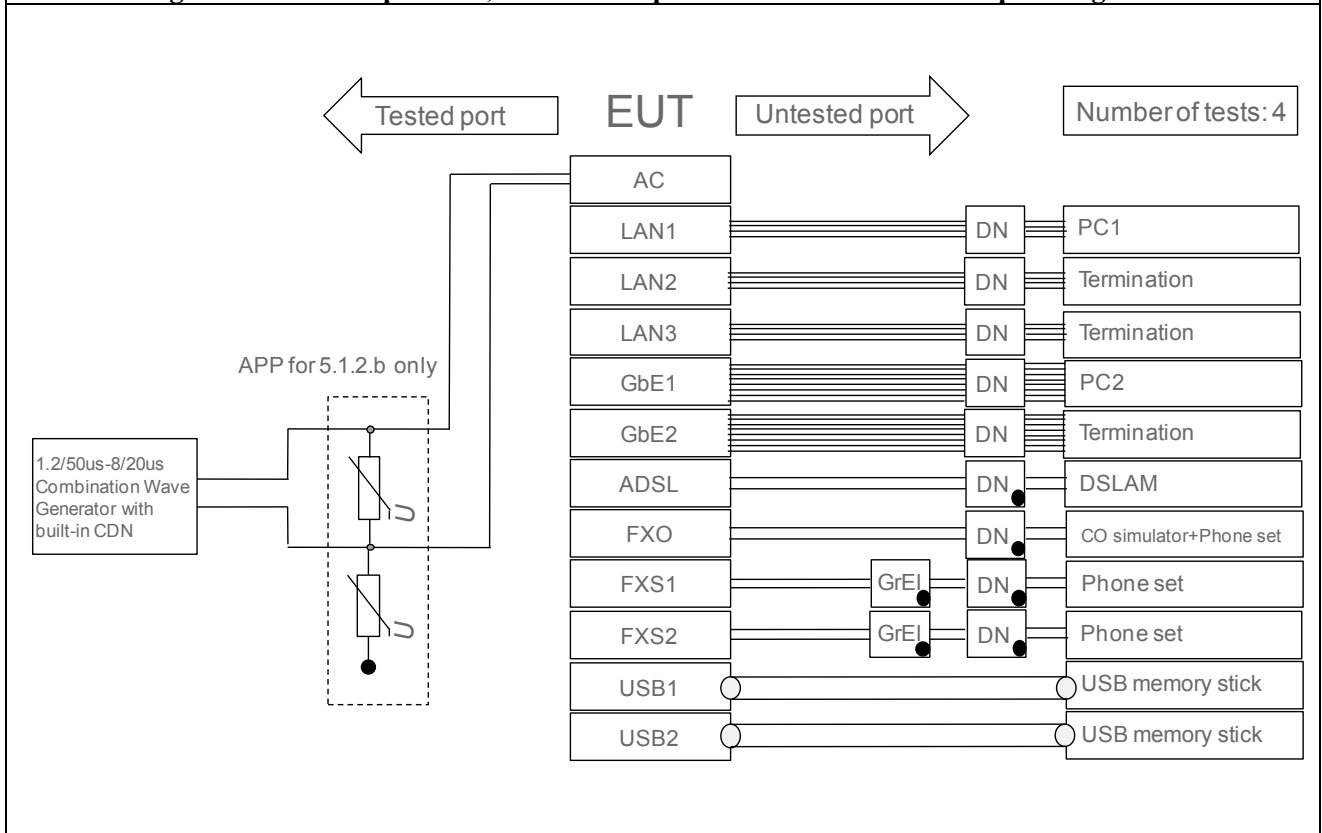 Tested port
EUT
Untested port
Number of tests: 4
AC
LAN1
DN
PC1
LAN2
DN
Termination
LAN3
DN
Termination
APP for 5.1.2.b only
GbE1
DN
PC2
GbE2
DN
Termination
1.2/50us-8/20us
Combination Wave
Generator with
built-in CDN
U
U
ADSL
DN
DSLAM
FXO
DN
CO simulator+Phone set
FXS1
GrE
DN
Phone set
FXS2
GrE
DN
Phone set
USB1
USB memory stick
USB2
USB memory stick